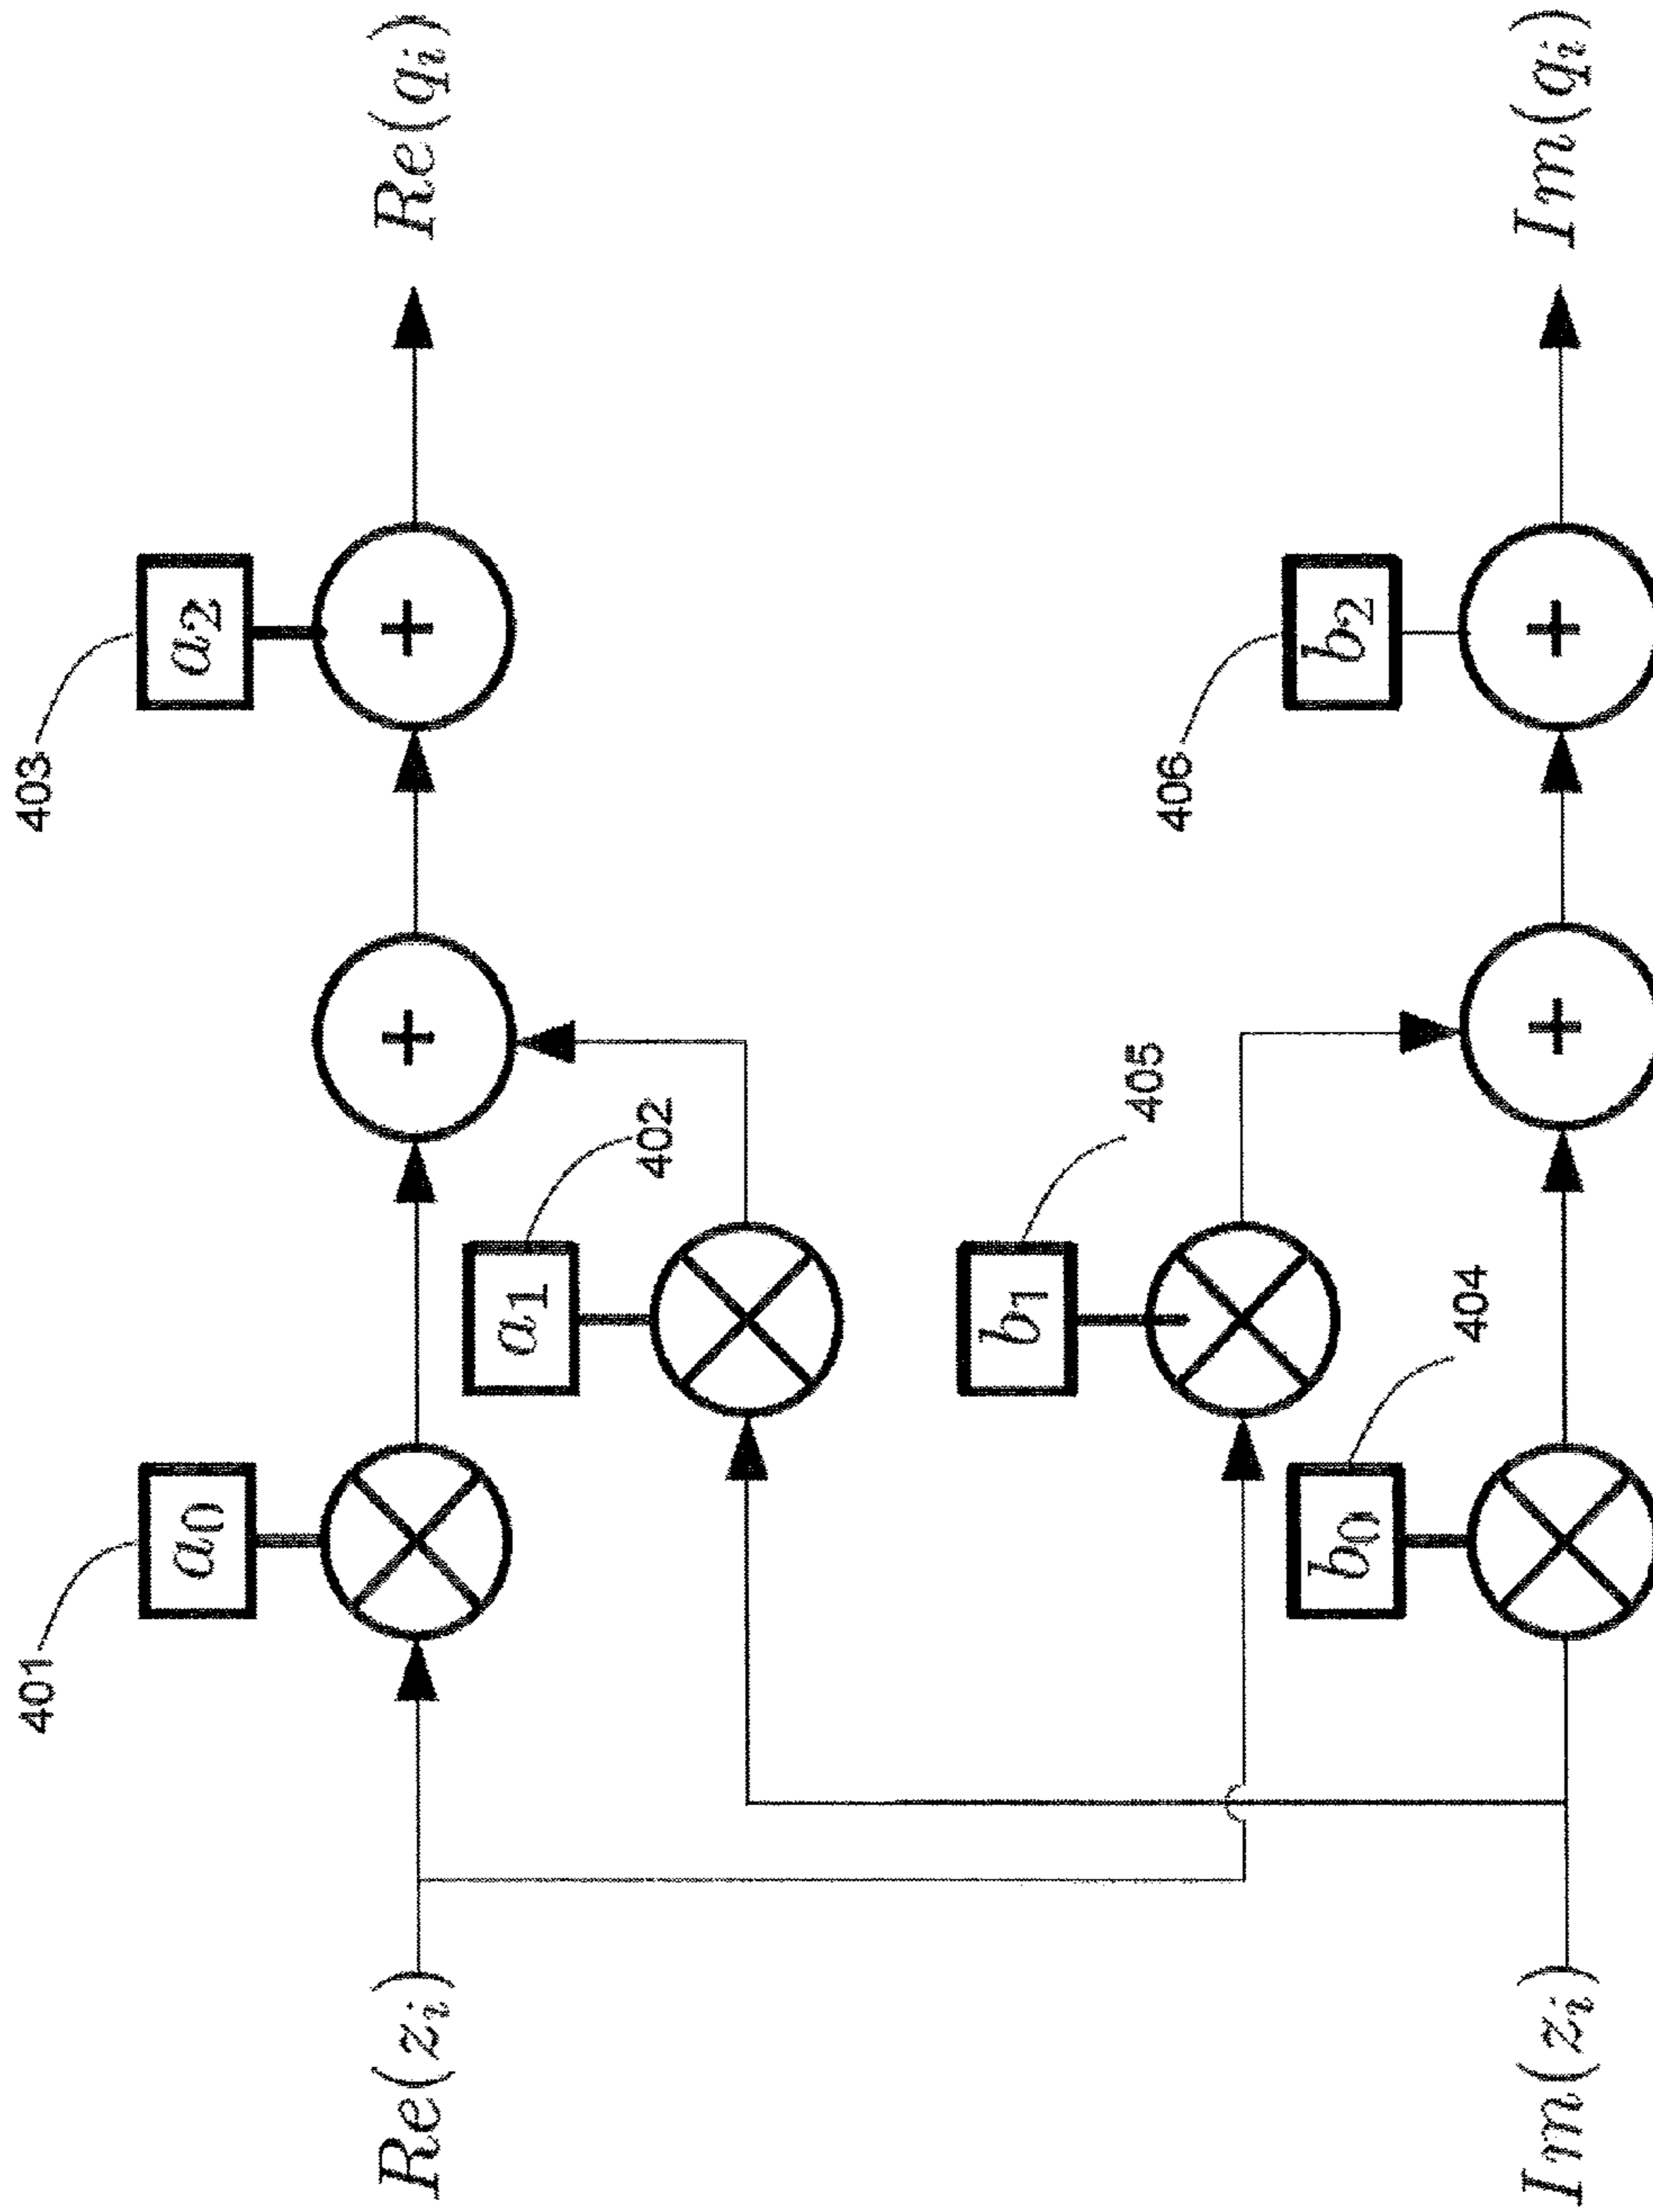 401
a₀
403
a₂
Re(zᵢ)
+
+
Re(qᵢ)
a₁
402
b₁
405
b₀
404
406
b₂
Im(zᵢ)
+
+
Im(qᵢ)